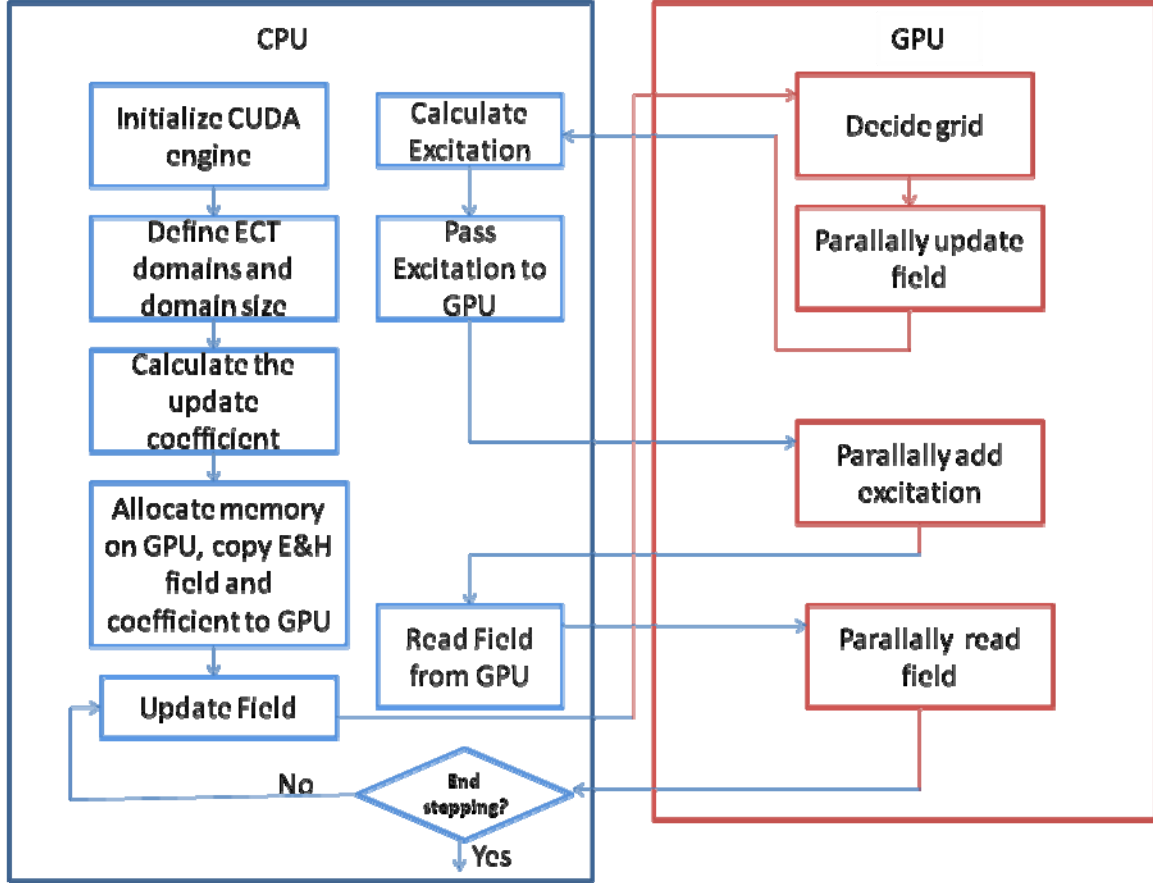 CPU
Initialize CUDA
engine
Define ECT
domains and
domain size
Calculate the
update
coefficient
Allocate memory
on GPU, copy E&H
field and
coefficient to GPU
Update Field
Calculate
Excitation
Pass
Excitation to
GPU
Read Field
from GPU
End
stepping?
No
Yes
GPU
Decide grid
Parallally update
field
Parallally add
excitation
Parallally read
field